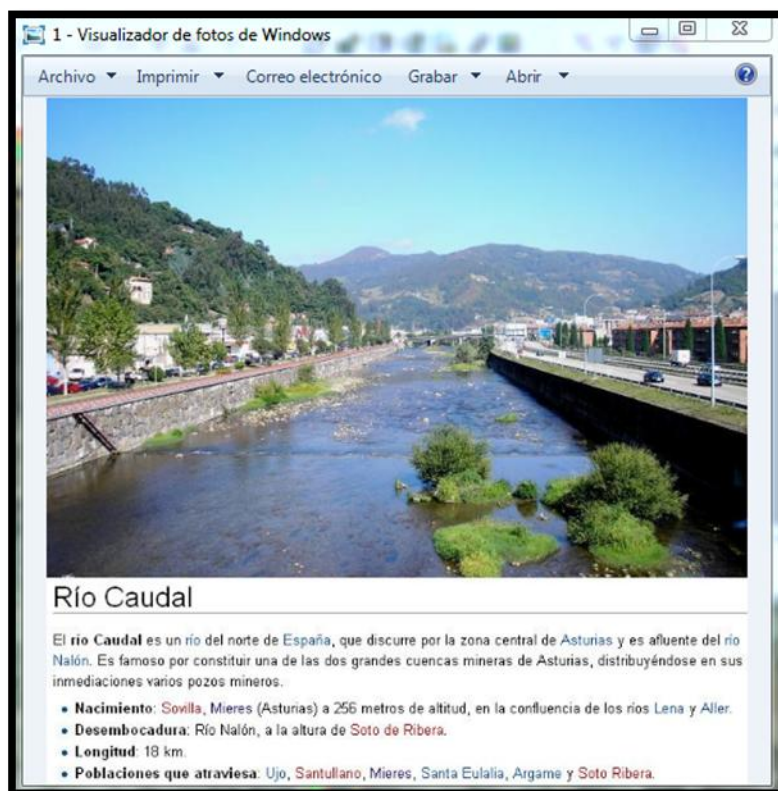 1 - Visualizador de fotos de Windows
Archivo Imprimir Correo electrónico Grabar Abrir
Río Caudal
El río Caudal es un río del norte de España, que discurre por la zona central de Asturias y es afluente del río
Nalón. Es famoso por constituir una de las dos grandes cuencas mineras de Asturias, distribuyéndose en sus
inmediaciones varios pozos mineros.
• Nacimiento: Sovilla, Mieres (Asturias) a 256 metros de altitud, en la confluencia de los ríos Lena y Aller.
• Desembocadura: Río Nalón, a la altura de Soto de Ribera.
• Longitud: 18 km.
• Poblaciones que atraviesa: Ujo, Santullano, Mieres, Santa Eulalia, Argame y Soto Ribera.